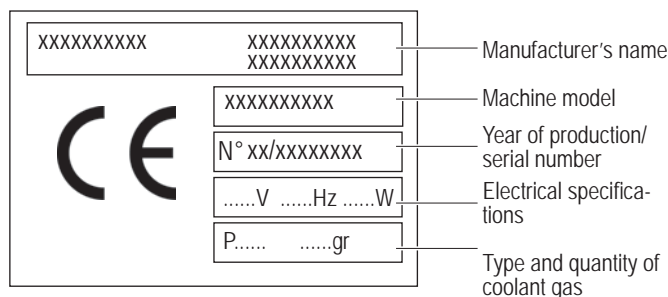 xxxxxxxxxx xxxxxxxxxx
xxxxxxxxxx
Manufacturer's name
CE
xxxxxxxxxx
Machine model
N° xx/xxxxxxxx
Year of production/
serial number
......V ......Hz ......W
Electrical specifica-
tions
P...... ......gr
Type and quantity of
coolant gas